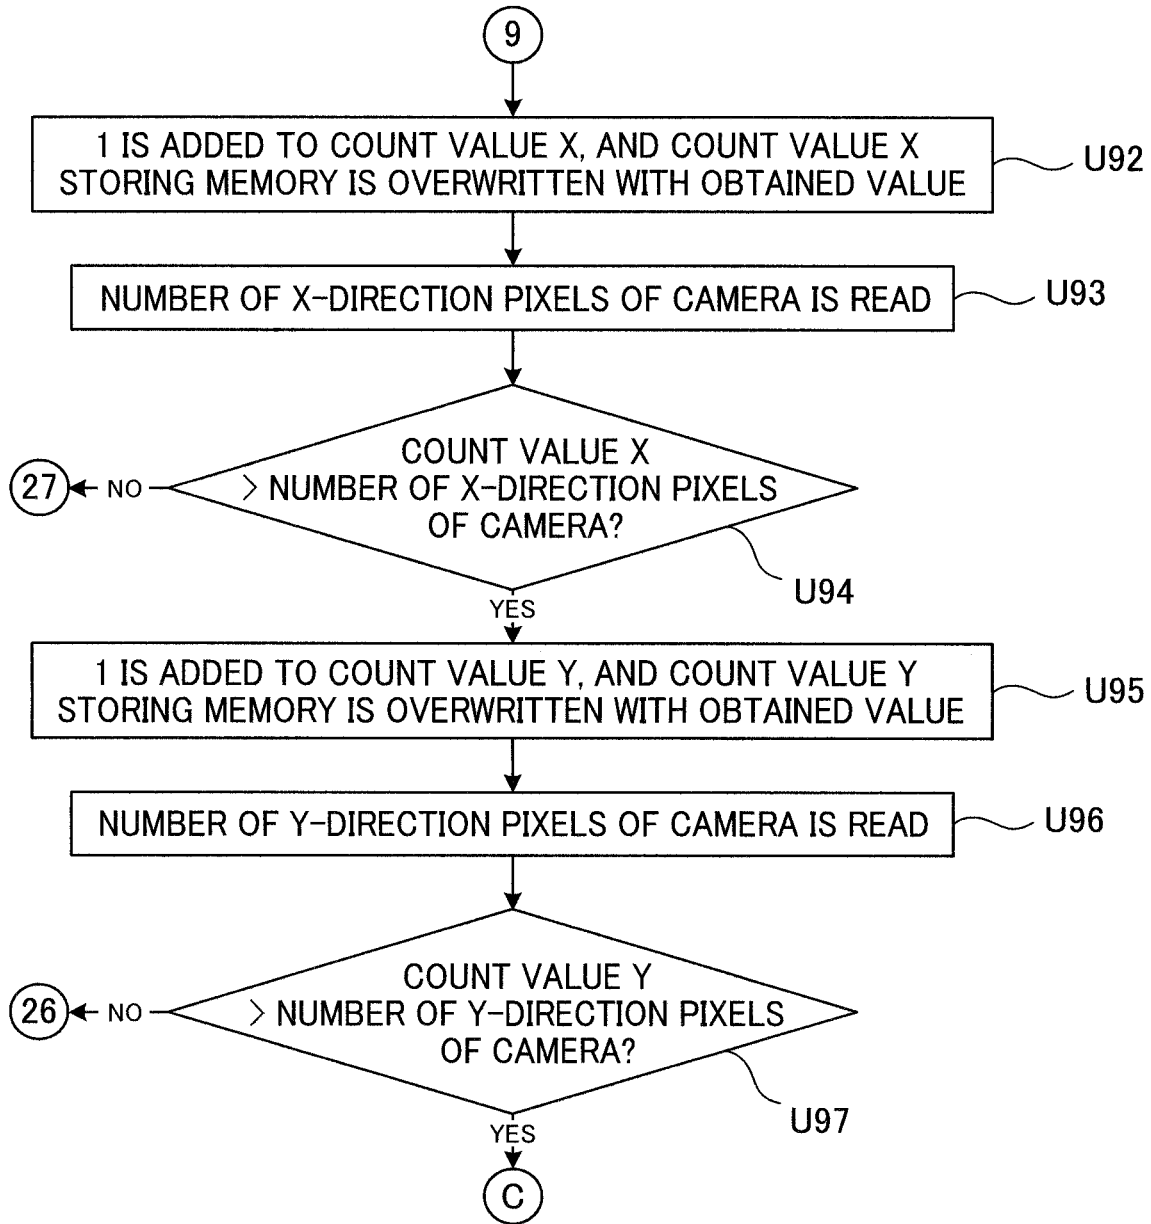 9
1 IS ADDED TO COUNT VALUE X, AND COUNT VALUE X
STORING MEMORY IS OVERWRITTEN WITH OBTAINED VALUE
U92
NUMBER OF X-DIRECTION PIXELS OF CAMERA IS READ
U93
COUNT VALUE X
> NUMBER OF X-DIRECTION PIXELS
OF CAMERA?
27
NO
U94
YES
1 IS ADDED TO COUNT VALUE Y, AND COUNT VALUE Y
STORING MEMORY IS OVERWRITTEN WITH OBTAINED VALUE
U95
NUMBER OF Y-DIRECTION PIXELS OF CAMERA IS READ
U96
COUNT VALUE Y
> NUMBER OF Y-DIRECTION PIXELS
OF CAMERA?
26
NO
U97
YES
C